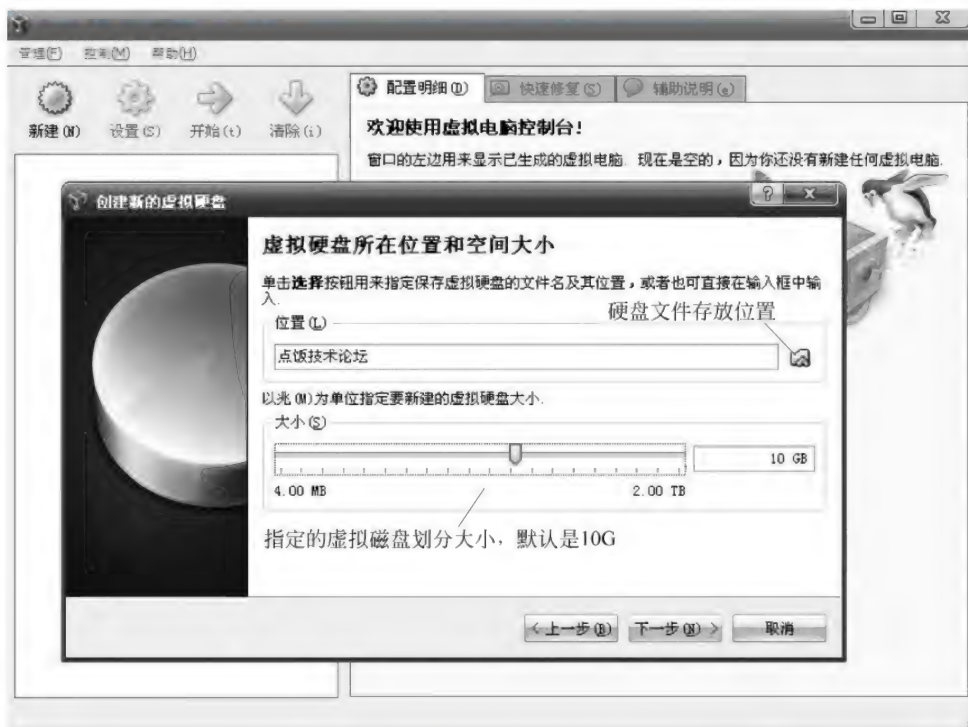 管理(F) 控制(M) 帮助(H)
新建(N) 设置(S) 开始(t) 清除(i)
配置明细(D) 快速修复(S) 辅助说明(e)
欢迎使用虚拟电脑控制台!
窗口的左边用来显示已生成的虚拟电脑. 现在是空的,因为你还没有新建任何虚拟电脑.
创建新的虚拟硬盘
虚拟硬盘所在位置和空间大小
单击选择按钮用来指定保存虚拟硬盘的文件名及其位置,或者也可直接在输入框中输
入.
硬盘文件存放位置
位置(L)
点饭技术论坛
以兆(M)为单位指定要新建的虚拟硬盘大小.
大小(S)
10 GB
4.00 MB 2.00 TB
指定的虚拟磁盘划分大小,默认是10G
< 上一步(B) 下一步(N) > 取消